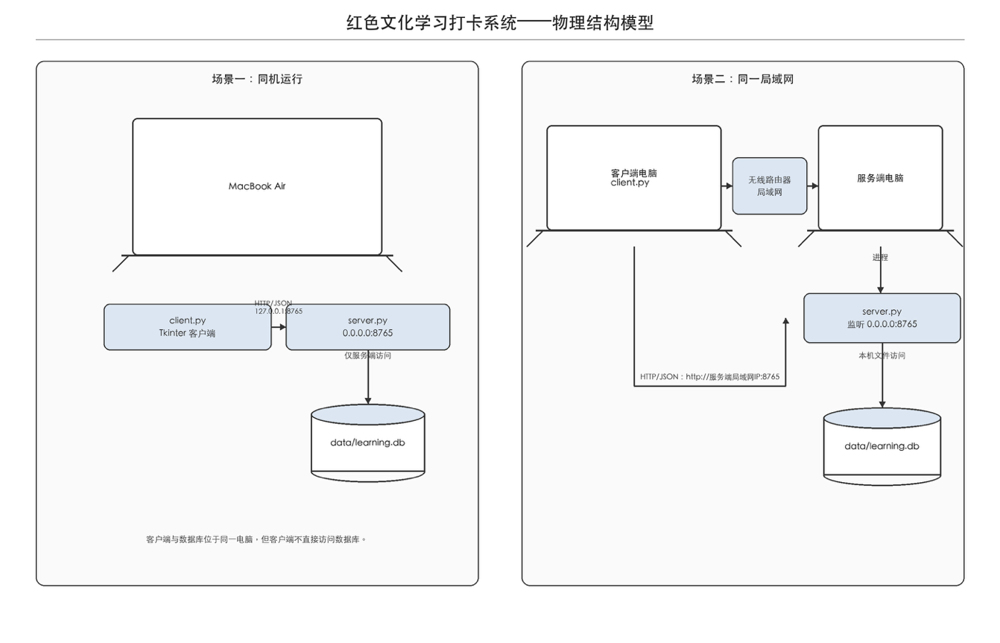 红色文化学习打卡系统——物理结构模型
场景一：同机运行
MacBook Air
HTTP/JSON
127.0.0.1:8765
client.py
Tkinter 客户端
server.py
0.0.0.0:8765
仅服务端访问
data/learning.db
客户端与数据库位于同一电脑，但客户端不直接访问数据库。
场景二：同一局域网
客户端电脑
client.py
无线路由器
局域网
服务端电脑
进程
server.py
监听 0.0.0.0:8765
本机文件访问
HTTP/JSON：http://服务端局域网IP:8765
data/learning.db